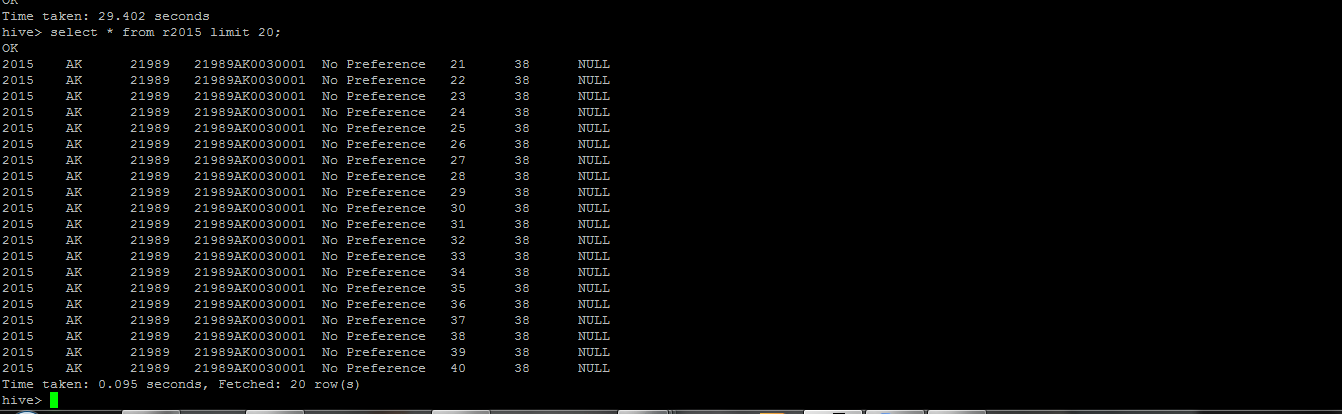 OK
Time taken: 29.402 seconds
hive> select * from r2015 limit 20;
OK
2015 AK 21989 21989AK0030001 No Preference 21 38 NULL
2015 AK 21989 21989AK0030001 No Preference 22 38 NULL
2015 AK 21989 21989AK0030001 No Preference 23 38 NULL
2015 AK 21989 21989AK0030001 No Preference 24 38 NULL
2015 AK 21989 21989AK0030001 No Preference 25 38 NULL
2015 AK 21989 21989AK0030001 No Preference 26 38 NULL
2015 AK 21989 21989AK0030001 No Preference 27 38 NULL
2015 AK 21989 21989AK0030001 No Preference 28 38 NULL
2015 AK 21989 21989AK0030001 No Preference 29 38 NULL
2015 AK 21989 21989AK0030001 No Preference 30 38 NULL
2015 AK 21989 21989AK0030001 No Preference 31 38 NULL
2015 AK 21989 21989AK0030001 No Preference 32 38 NULL
2015 AK 21989 21989AK0030001 No Preference 33 38 NULL
2015 AK 21989 21989AK0030001 No Preference 34 38 NULL
2015 AK 21989 21989AK0030001 No Preference 35 38 NULL
2015 AK 21989 21989AK0030001 No Preference 36 38 NULL
2015 AK 21989 21989AK0030001 No Preference 37 38 NULL
2015 AK 21989 21989AK0030001 No Preference 38 38 NULL
2015 AK 21989 21989AK0030001 No Preference 39 38 NULL
2015 AK 21989 21989AK0030001 No Preference 40 38 NULL
Time taken: 0.095 seconds, Fetched: 20 row(s)
hive>